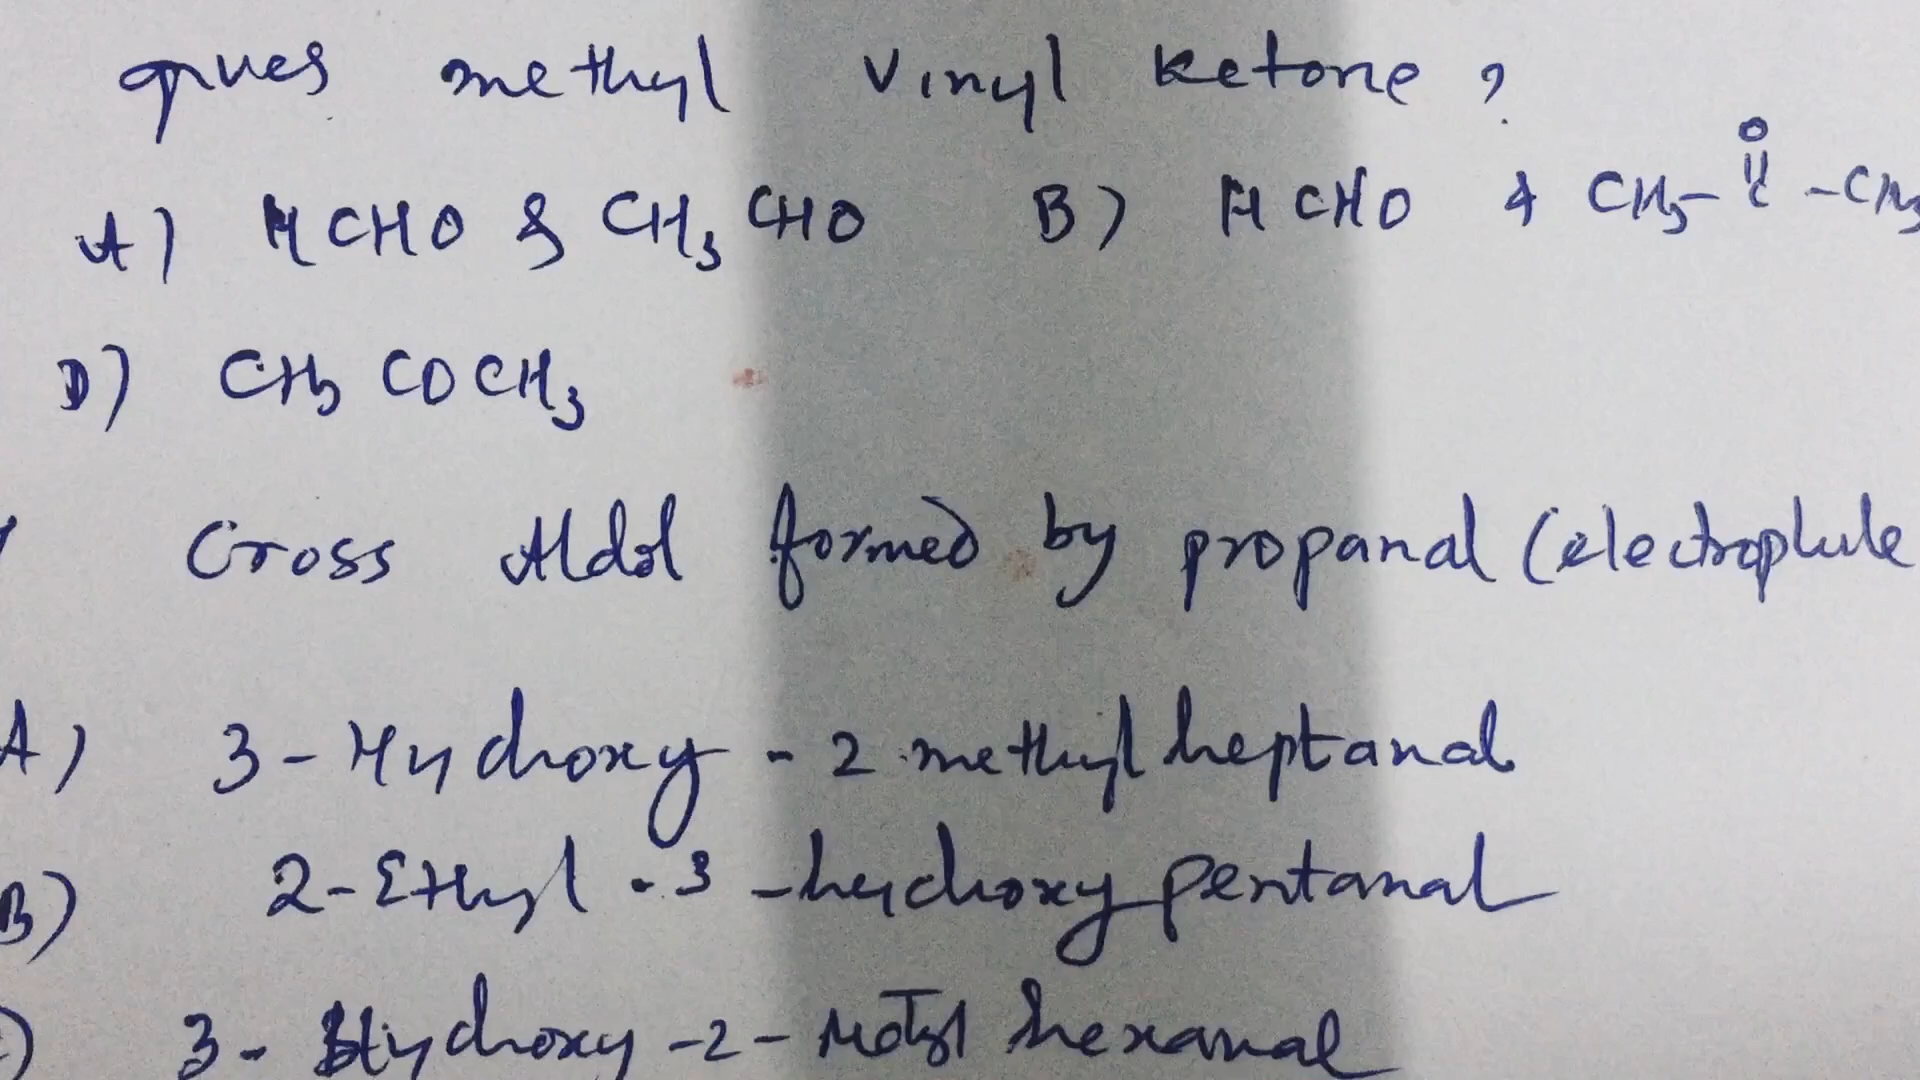 gives methyl vinyl ketone ?
A) HCHO & CH3 CHO B) HCHO & CH3-C-CH3
O
||
D) CH3 COCH3
Cross Aldol formed by propanal (electrophile
A) 3-Hydroxy-2 methyl heptanal
B) 2-Ethyl-3-hydroxy pentanal
3-Hydroxy-2-Methyl hexanal